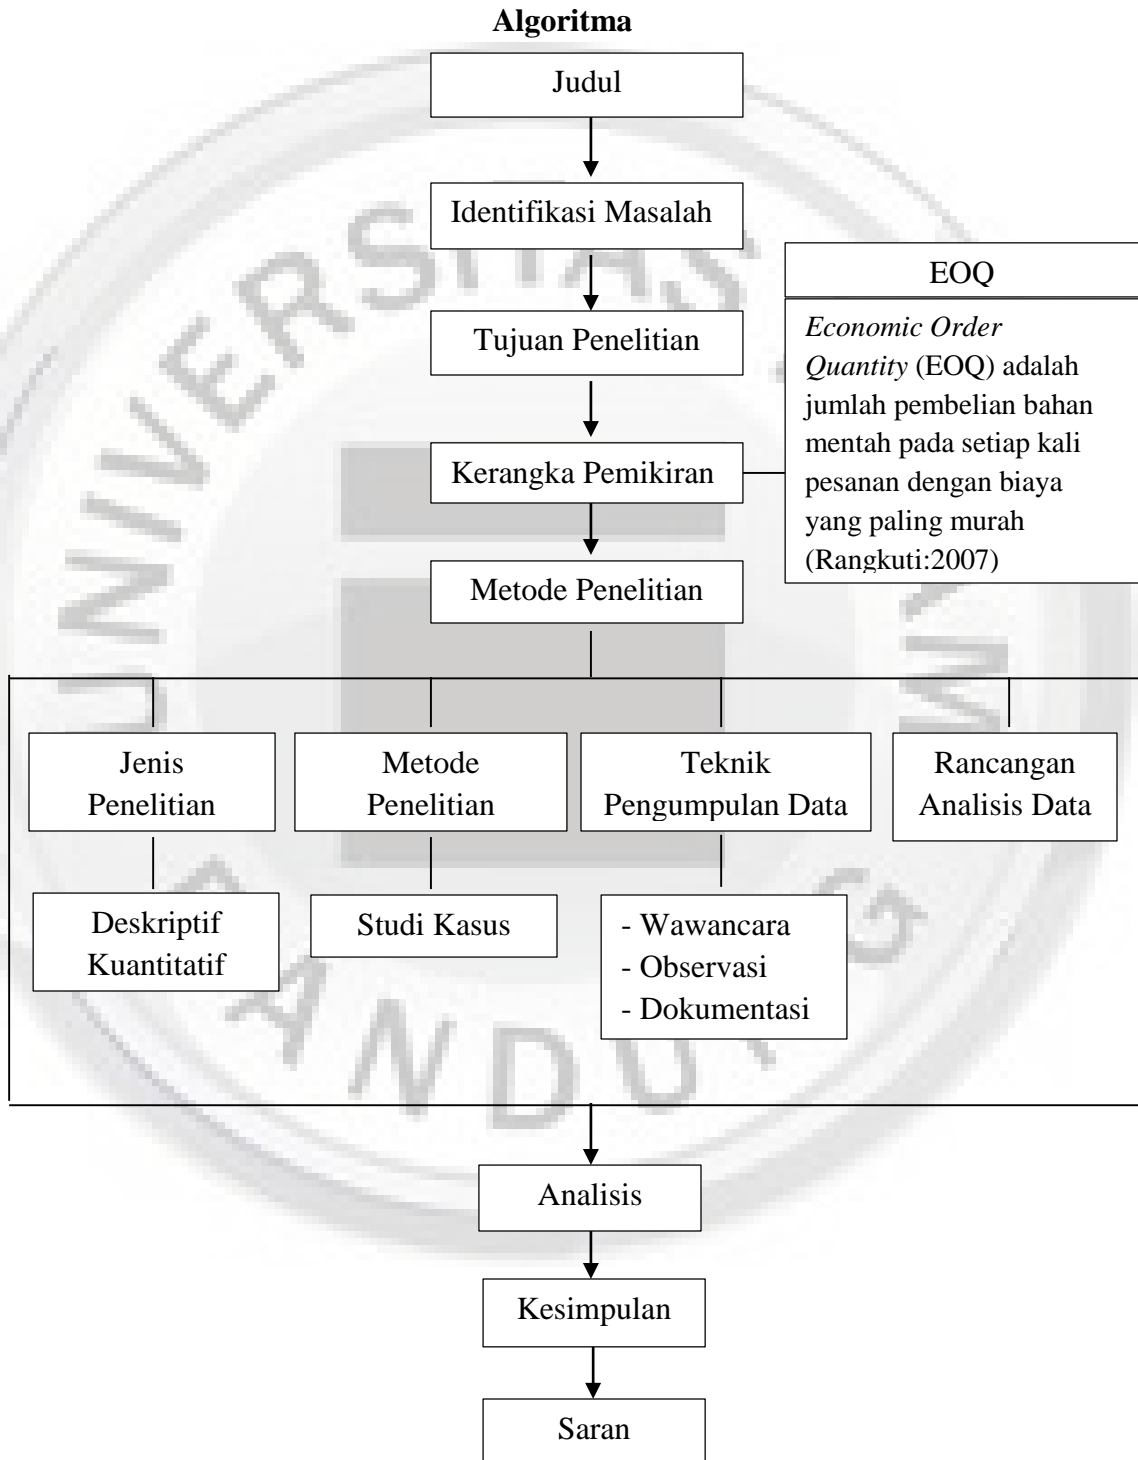 Algoritma
Judul
Identifikasi Masalah
Tujuan Penelitian
EOQ
Economic Order
Quantity (EOQ) adalah
jumlah pembelian bahan
mentah pada setiap kali
pesanan dengan biaya
yang paling murah
(Rangkuti:2007)
Kerangka Pemikiran
Metode Penelitian
Jenis
Penelitian
Metode
Penelitian
Teknik
Pengumpulan Data
Rancangan
Analisis Data
Deskriptif
Kuantitatif
Studi Kasus
- Wawancara
- Observasi
- Dokumentasi
Analisis
Kesimpulan
Saran
UNIVERSITAS
BANDUNG